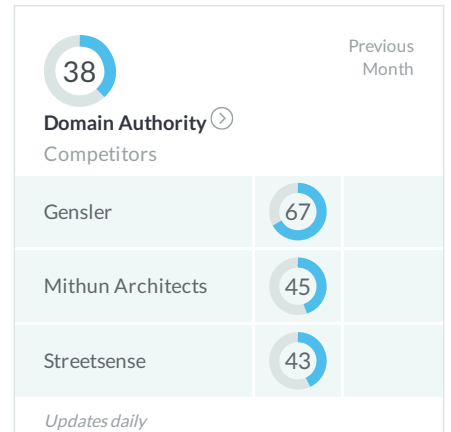 38
Previous
Month
Domain Authority
Competitors
Gensler 67
Mithun Architects 45
Streetsense 43
Updates daily